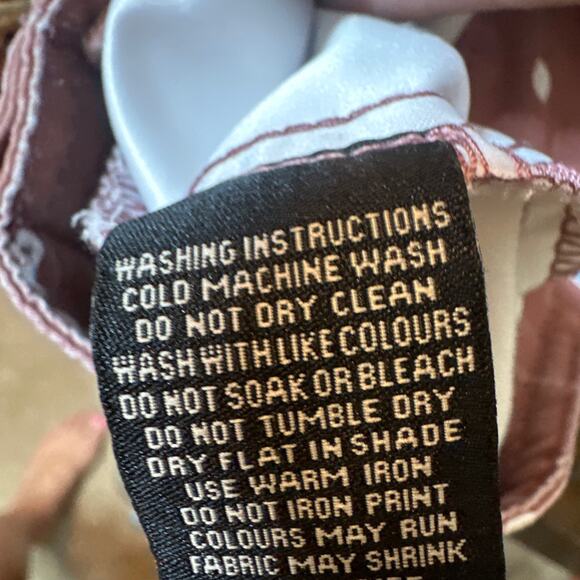 WASHING INSTRUCTIONS
COLD MACHINE WASH
DO NOT DRY CLEAN
WASH WITH LIKE COLOURS
DO NOT SOAK OR BLEACH
DO NOT TUMBLE DRY
DRY FLAT IN SHADE
USE WARM IRON
DO NOT IRON PRINT
COLOURS MAY RUN
FABRIC MAY SHRINK